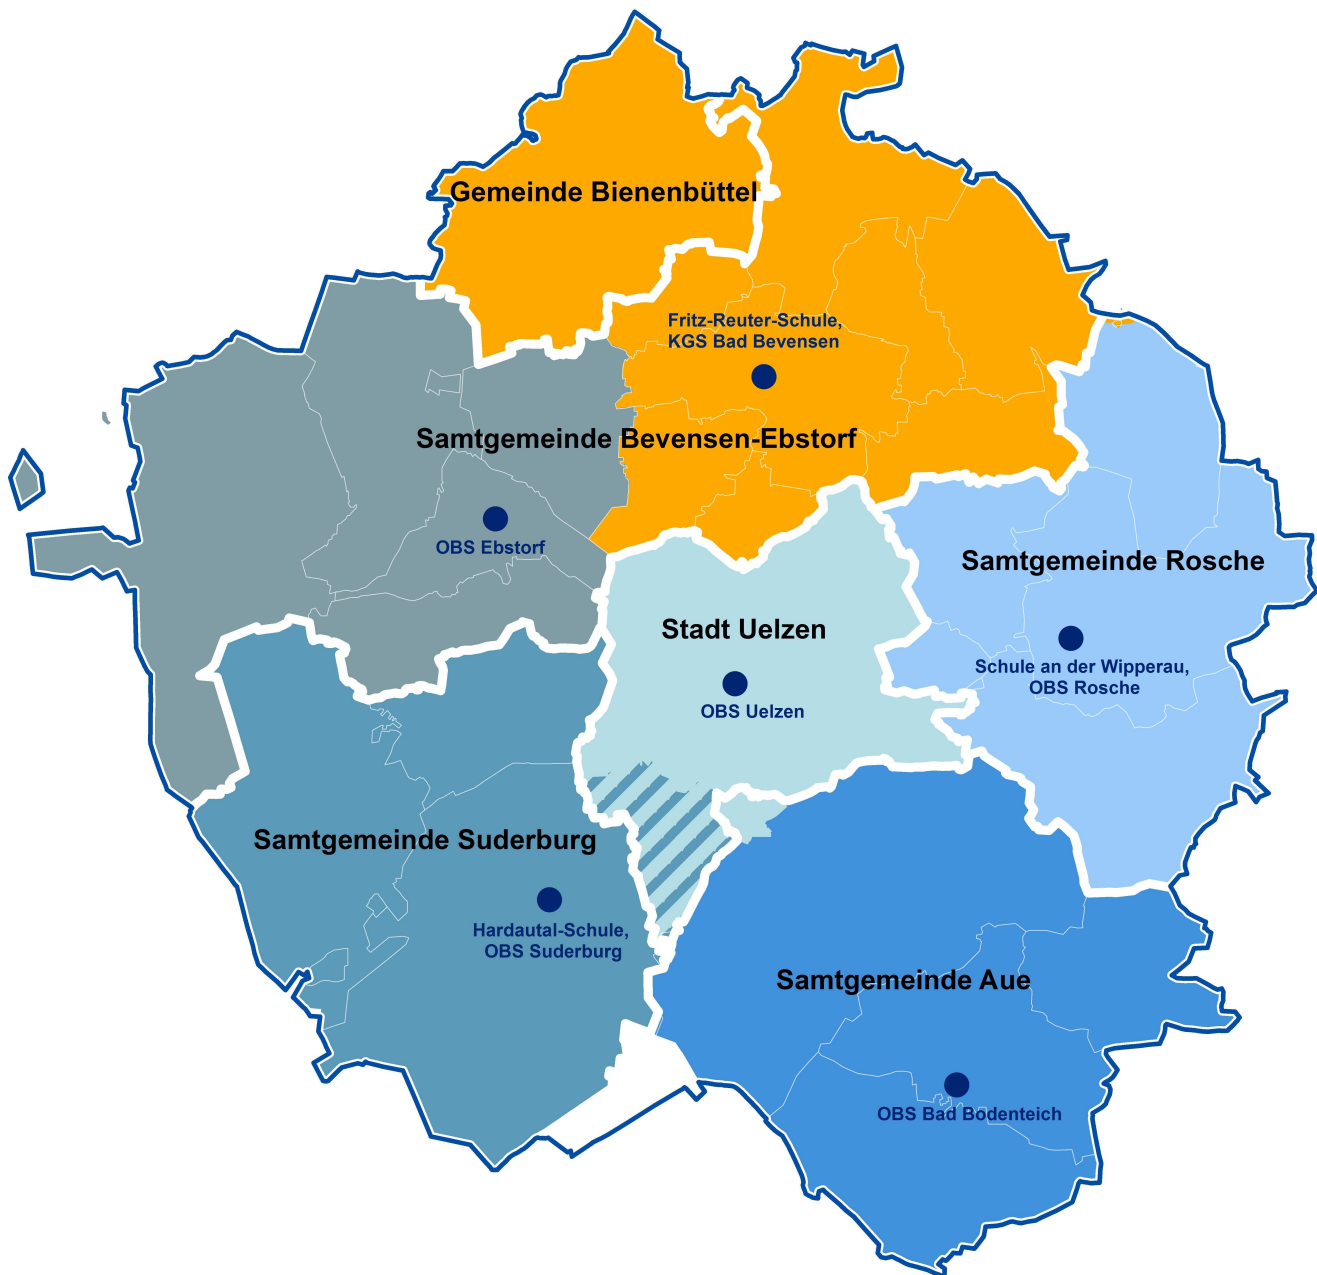 Gemeinde Bienenbüttel
Fritz-Reuter-Schule,
KGS Bad Bevensen
Samtgemeinde Bevensen-Ebstorf
OBS Ebstorf
Samtgemeinde Rosche
Stadt Uelzen
Schule an der Wipperau,
OBS Rosche
OBS Uelzen
Samtgemeinde Suderburg
Hardautal-Schule,
OBS Suderburg
Samtgemeinde Aue
OBS Bad Bodenteich